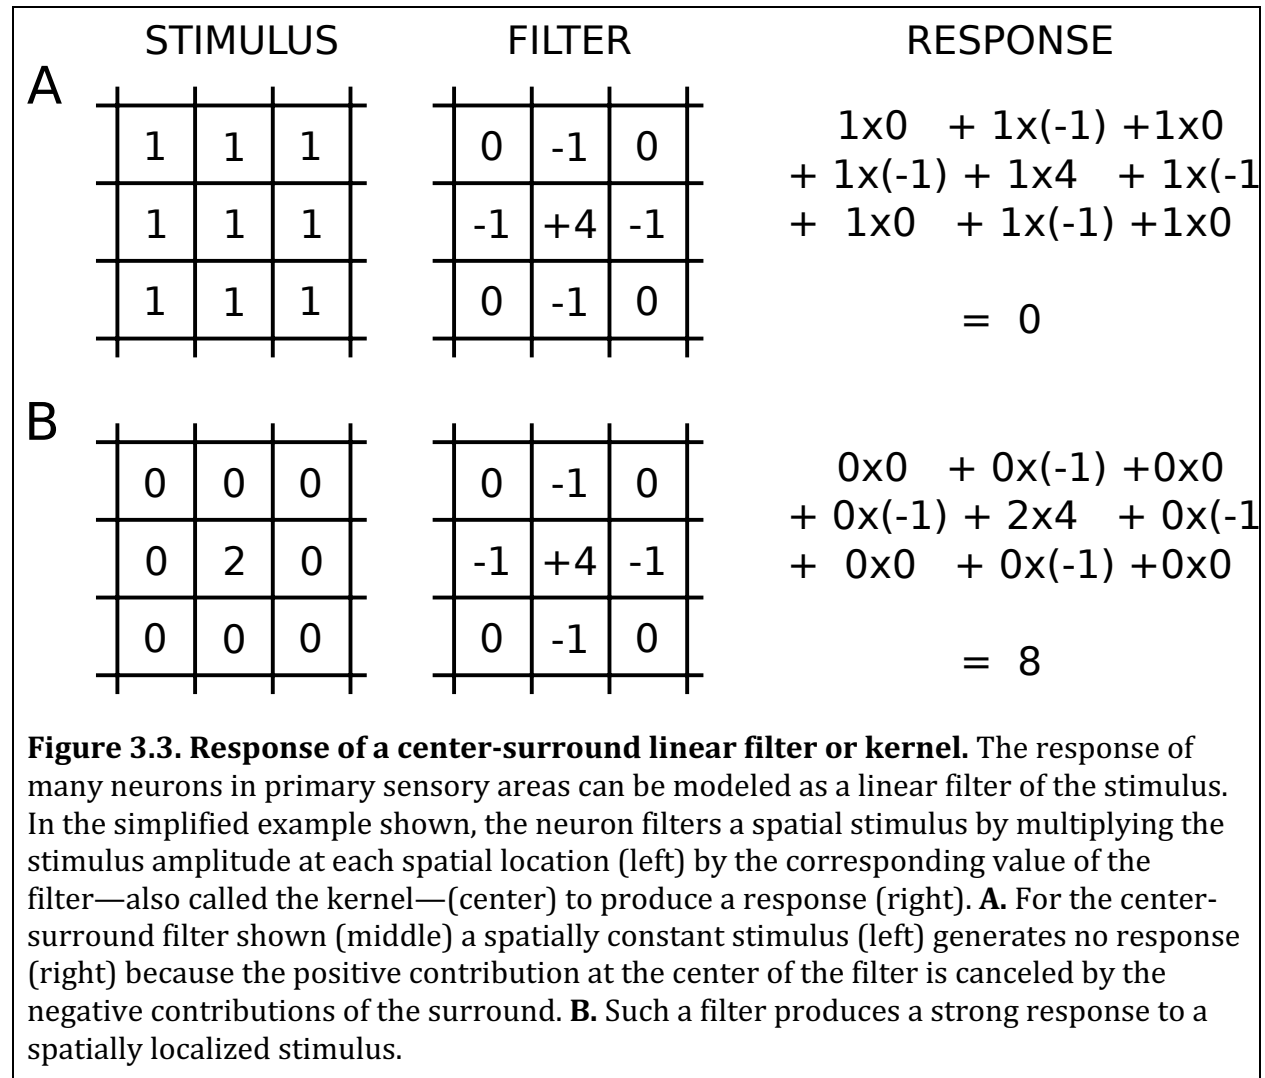 STIMULUS FILTER RESPONSE
A
1 1 1 0 -1 0 1x0 + 1x(-1) +1x0
1 1 1 -1 +4 -1 + 1x(-1) + 1x4 + 1x(-1
1 1 1 0 -1 0 + 1x0 + 1x(-1) +1x0
= 0
B
0 0 0 0 -1 0 0x0 + 0x(-1) +0x0
0 2 0 -1 +4 -1 + 0x(-1) + 2x4 + 0x(-1
0 0 0 0 -1 0 + 0x0 + 0x(-1) +0x0
= 8
Figure 3.3. Response of a center-surround linear filter or kernel. The response of
many neurons in primary sensory areas can be modeled as a linear filter of the stimulus.
In the simplified example shown, the neuron filters a spatial stimulus by multiplying the
stimulus amplitude at each spatial location (left) by the corresponding value of the
filter—also called the kernel—(center) to produce a response (right). A. For the center-
surround filter shown (middle) a spatially constant stimulus (left) generates no response
(right) because the positive contribution at the center of the filter is canceled by the
negative contributions of the surround. B. Such a filter produces a strong response to a
spatially localized stimulus.